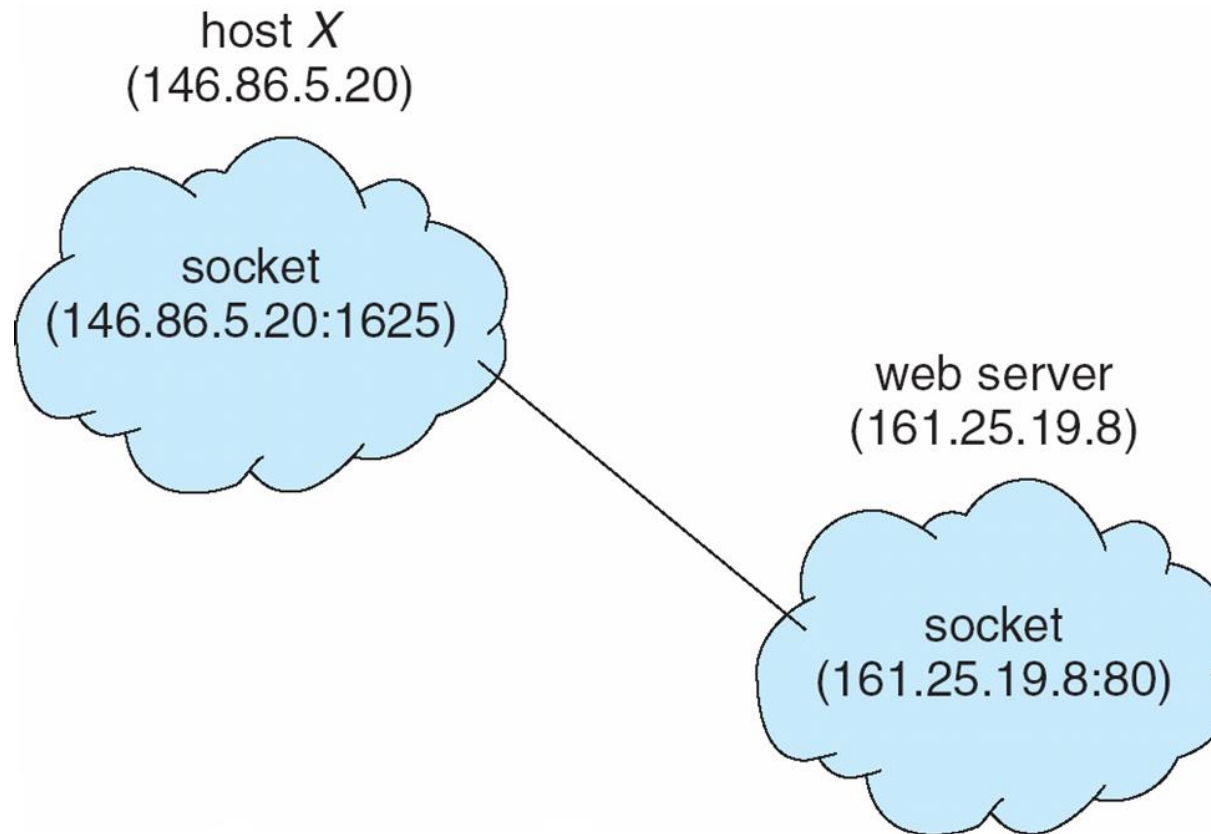 host X
(146.86.5.20)
socket
(146.86.5.20:1625)
web server
(161.25.19.8)
socket
(161.25.19.8:80)